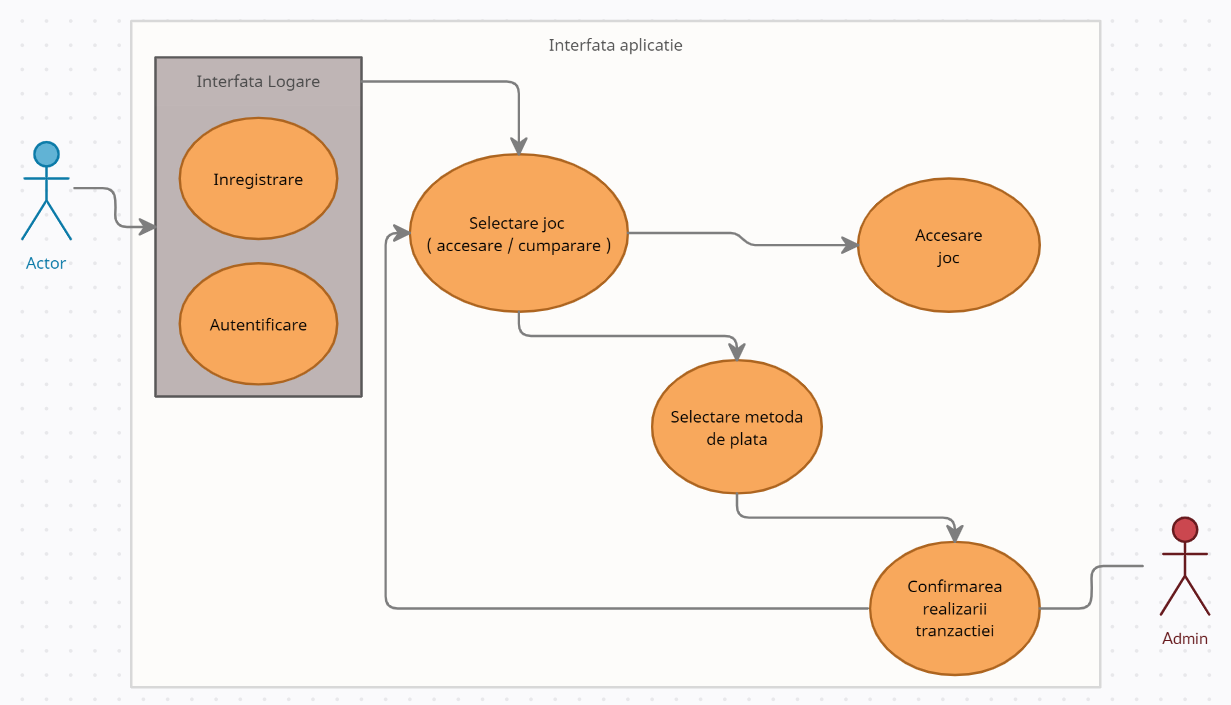 Interfata aplicatie
Interfata Logare
Inregistrare
Autentificare
Actor
Selectare joc
( accesare / cumparare )
Accesare
joc
Selectare metoda
de plata
Confirmarea
realizarii
tranzactiei
Admin